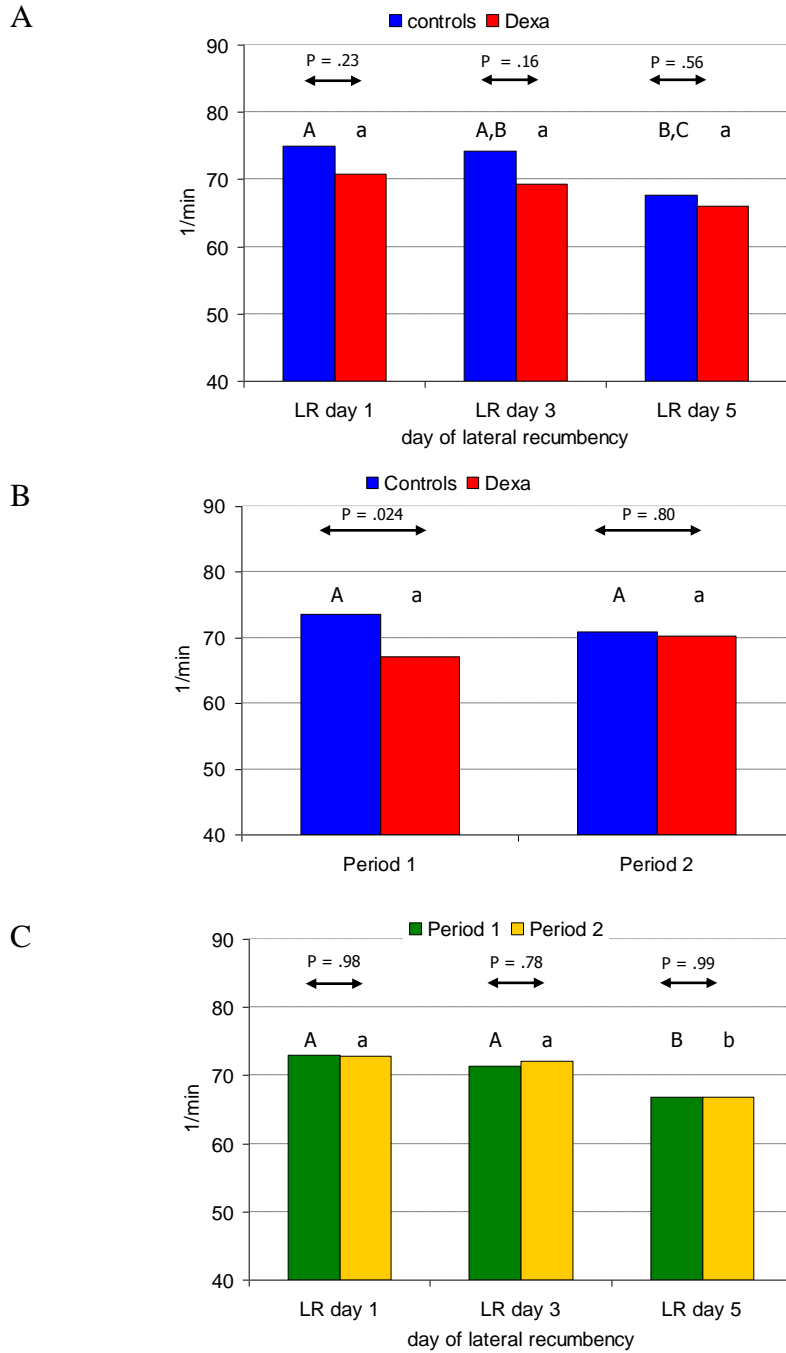 A
controls Dexa
90
P = .23 P = .16 P = .56
80
A a A,B a B,C a
70
1/min
60
50
40
LR day 1 LR day 3 LR day 5
day of lateral recumbency
B
Controls Dexa
90
P = .024 P = .80
80
A a A a
70
1/min
60
50
40
Period 1 Period 2
C
Period 1 Period 2
90
P = .98 P = .78 P = .99
80
A a A a B b
70
1/min
60
50
40
LR day 1 LR day 3 LR day 5
day of lateral recumbency